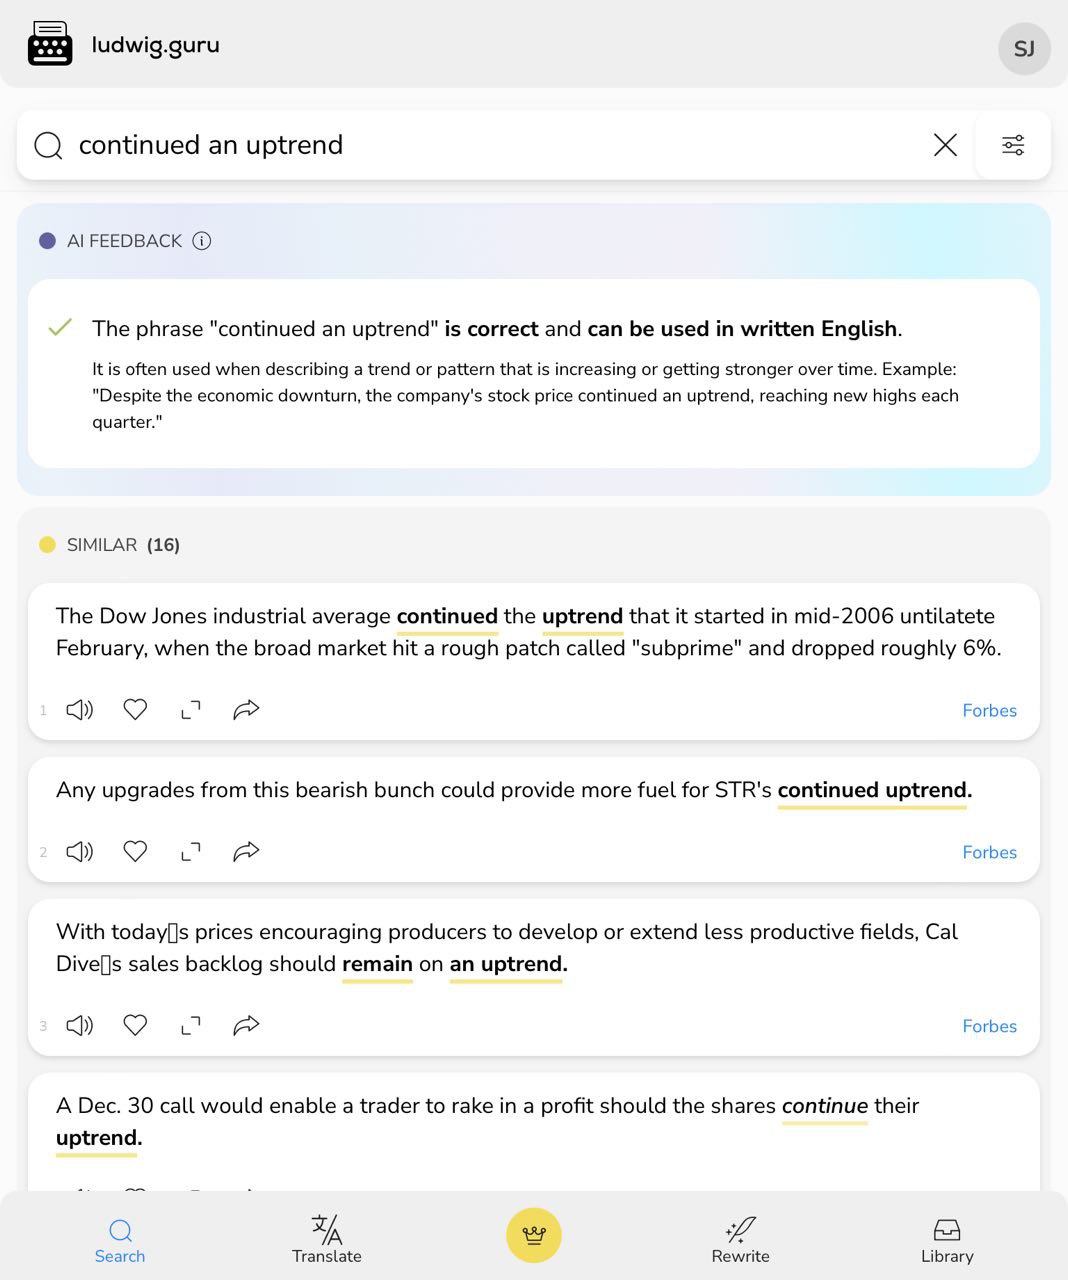 ludwig.guru
SJ
continued an uptrend
AI FEEDBACK
The phrase "continued an uptrend" is correct and can be used in written English.
It is often used when describing a trend or pattern that is increasing or getting stronger over time. Example:
"Despite the economic downturn, the company's stock price continued an uptrend, reaching new highs each
quarter."
SIMILAR (16)
The Dow Jones industrial average continued the uptrend that it started in mid-2006 untilatete
February, when the broad market hit a rough patch called "subprime" and dropped roughly 6%.
1
Forbes
Any upgrades from this bearish bunch could provide more fuel for STR's continued uptrend.
2
Forbes
With today▯s prices encouraging producers to develop or extend less productive fields, Cal
Dive▯s sales backlog should remain on an uptrend.
3
Forbes
A Dec. 30 call would enable a trader to rake in a profit should the shares continue their
uptrend.
Search
Translate
Rewrite
Library